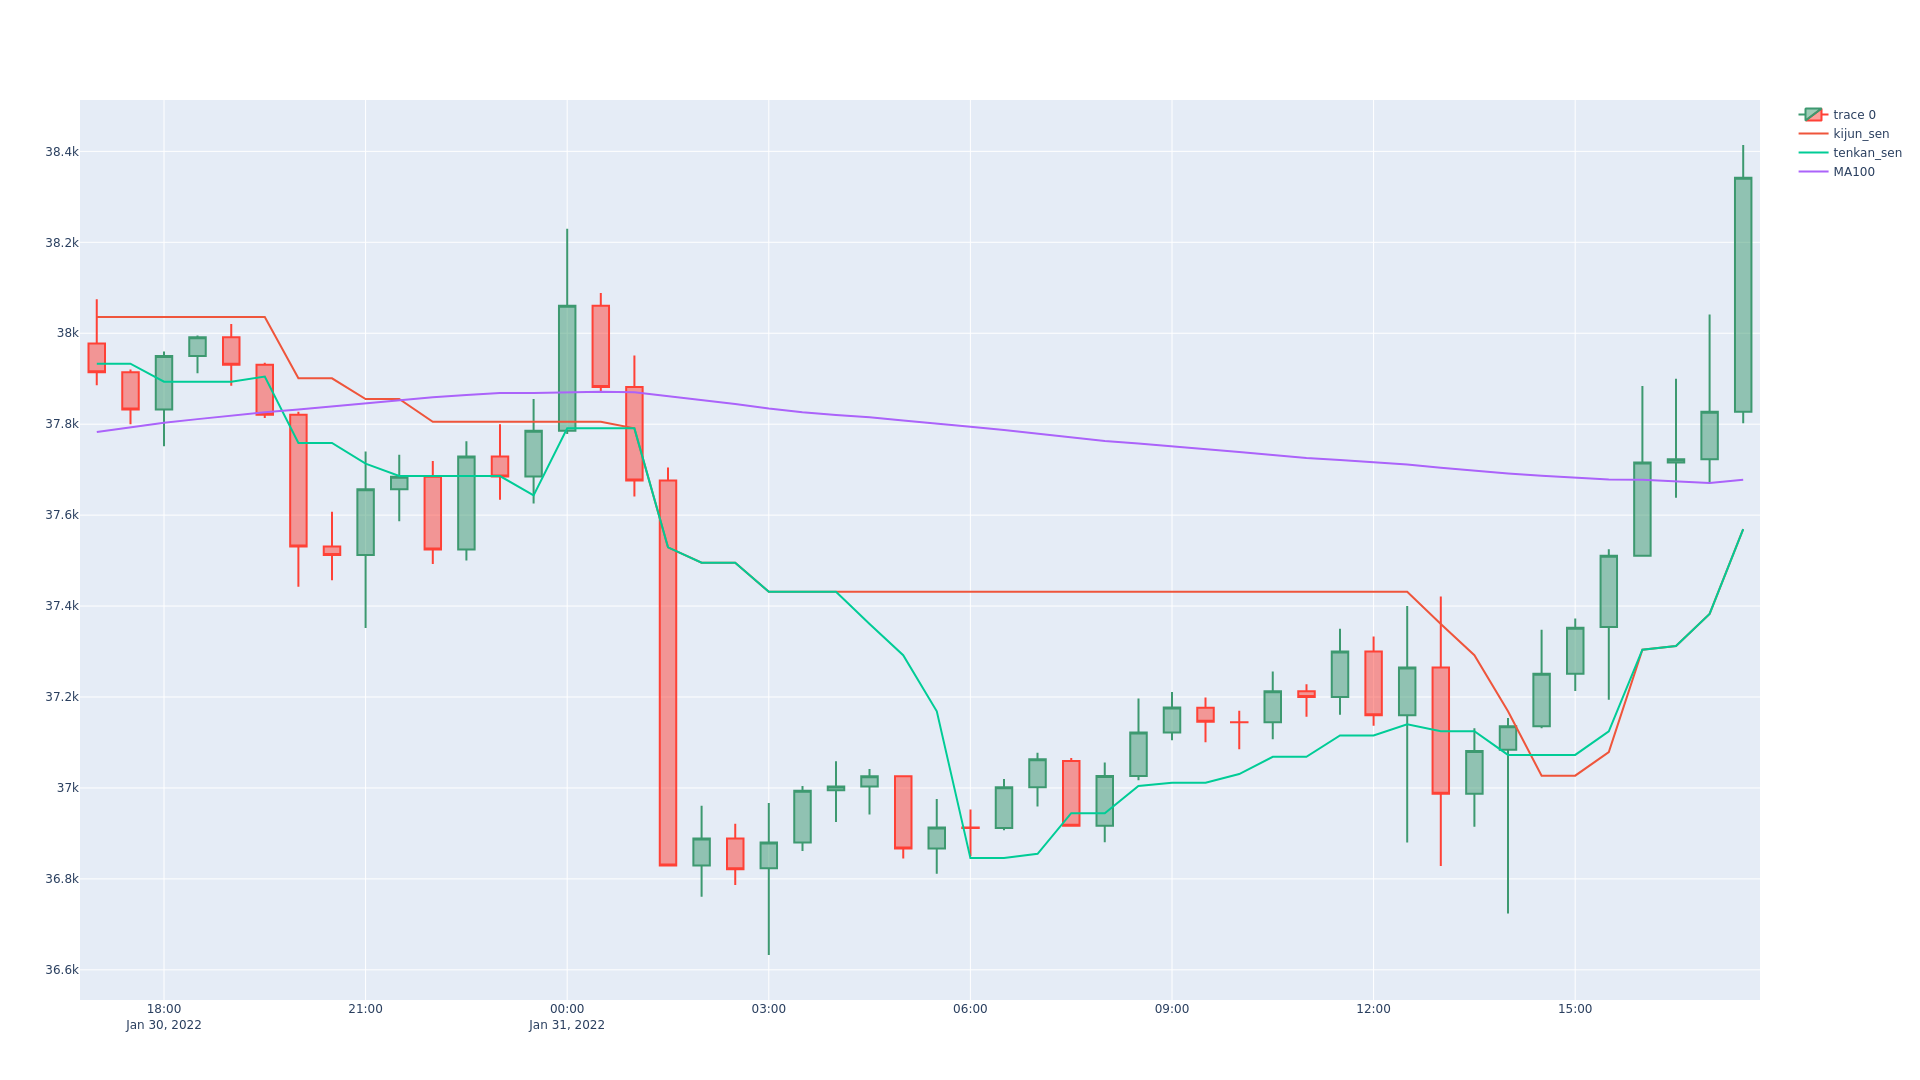 38.4k
38.2k
38k
37.8k
37.6k
37.4k
37.2k
37k
36.8k
36.6k
18:00 21:00 00:00 03:00 06:00 09:00 12:00 15:00
Jan 30, 2022 Jan 31, 2022
trace 0
kijun_sen
tenkan_sen
MA100